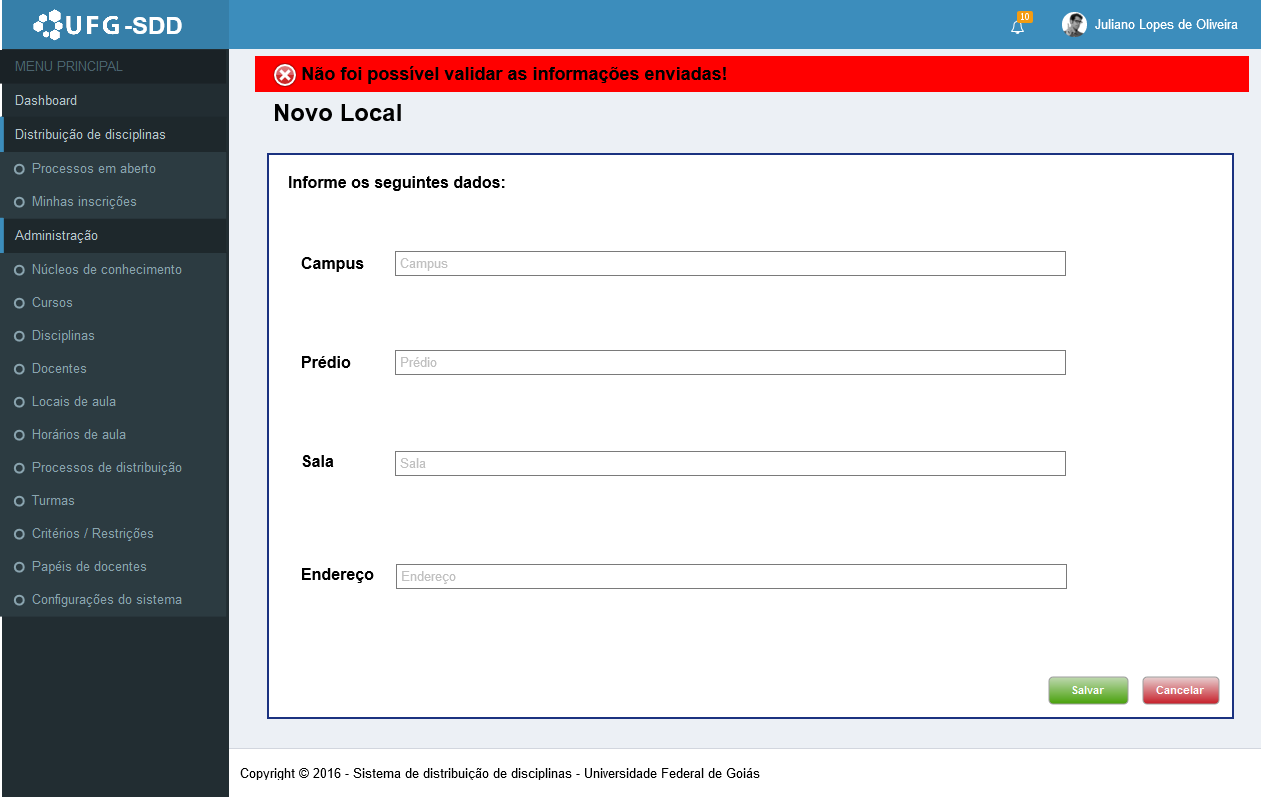 UFG-SDD
10
Juliano Lopes de Oliveira
MENU PRINCIPAL
Dashboard
Distribuição de disciplinas
Processos em aberto
Minhas inscrições
Administração
Núcleos de conhecimento
Cursos
Disciplinas
Docentes
Locais de aula
Horários de aula
Processos de distribuição
Turmas
Critérios / Restrições
Papéis de docentes
Configurações do sistema
Não foi possível validar as informações enviadas!
Novo Local
Informe os seguintes dados:
Campus Campus
Prédio Prédio
Sala Sala
Endereço Endereço
Salvar Cancelar
Copyright © 2016 - Sistema de distribuição de disciplinas - Universidade Federal de Goiás